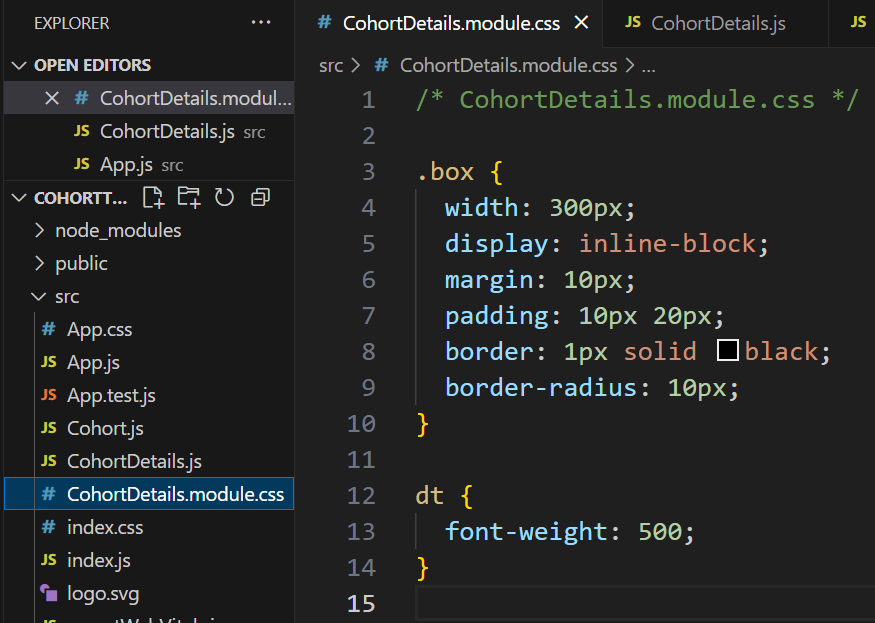 EXPLORER ...
OPEN EDITORS
# CohortDetails.modul...
JS CohortDetails.js src
JS App.js src
COHORTT...
node_modules
public
src
# App.css
JS App.js
JS App.test.js
JS Cohort.js
JS CohortDetails.js
# CohortDetails.module.css
# index.css
JS index.js
logo.svg
# CohortDetails.module.css
JS CohortDetails.js
JS
src > # CohortDetails.module.css > ...
1 /* CohortDetails.module.css */
2
3 .box {
4 width: 300px;
5 display: inline-block;
6 margin: 10px;
7 padding: 10px 20px;
8 border: 1px solid black;
9 border-radius: 10px;
10 }
11
12 dt {
13 font-weight: 500;
14 }
15